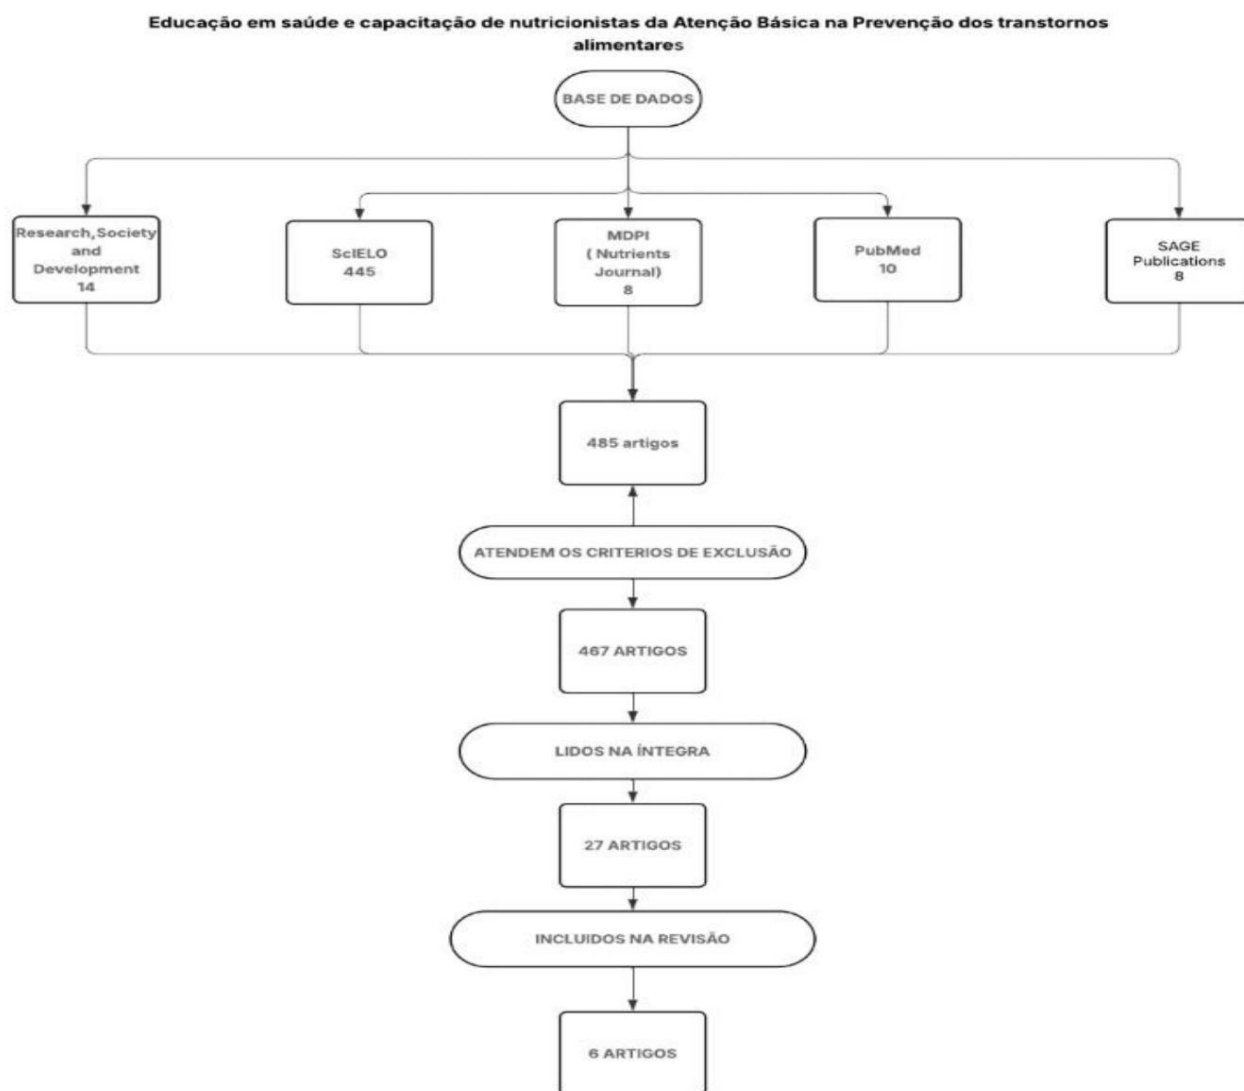 Educação em saúde e capacitação de nutricionistas da Atenção Básica na Prevenção dos transtornos
alimentares
BASE DE DADOS
Research,Society
and
Development
14
ScIELO
445
MDPI
( Nutrients
Journal)
8
PubMed
10
SAGE
Publications
8
485 artigos
ATENDEM OS CRITERIOS DE EXCLUSÃO
467 ARTIGOS
LIDOS NA ÍNTEGRA
27 ARTIGOS
INCLUIDOS NA REVISÃO
6 ARTIGOS